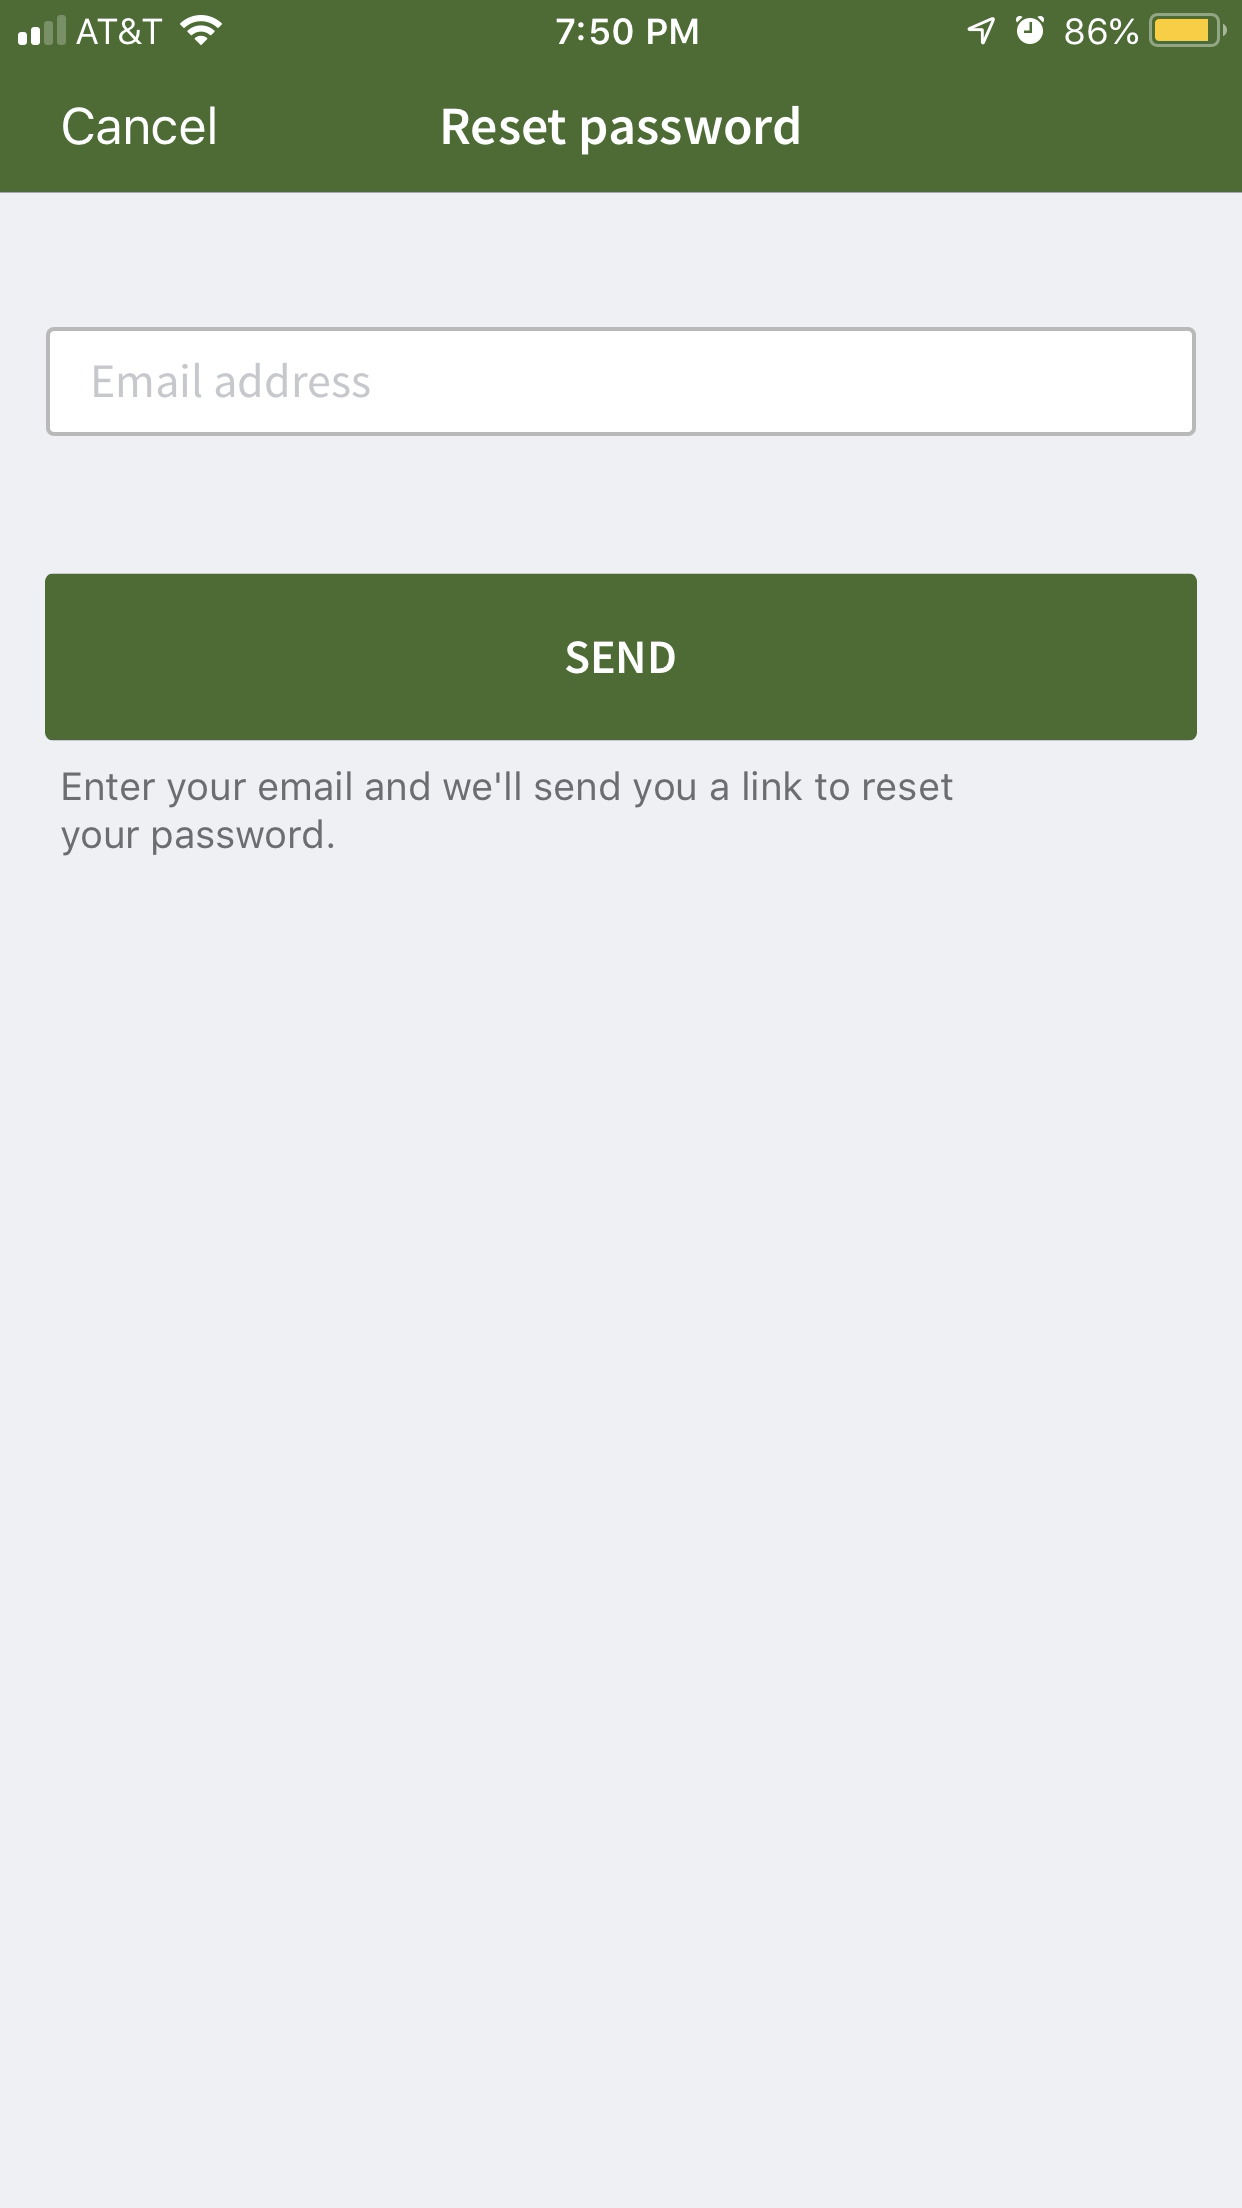 AT&T 7:50 PM 86%
Cancel Reset password
Email address
SEND
Enter your email and we'll send you a link to reset
your password.